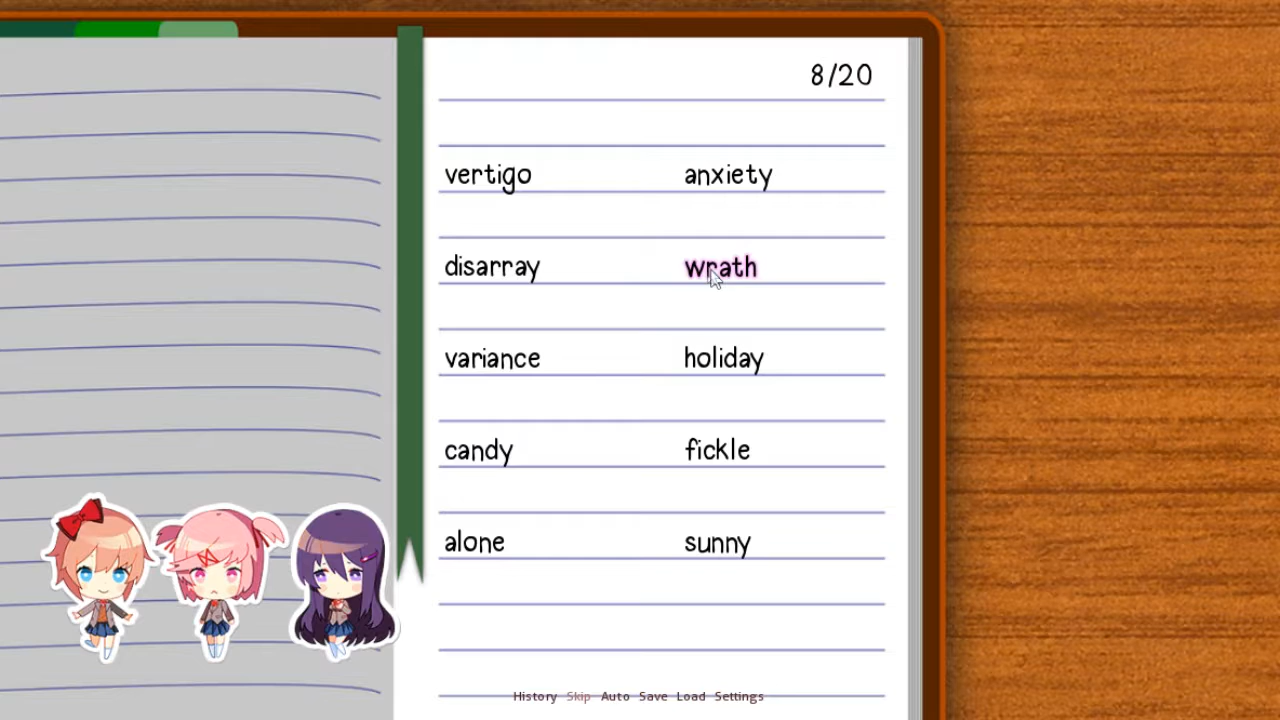 8/20
vertigo anxiety
disarray wrath
variance holiday
candy fickle
alone sunny
History Skip Auto Save Load Settings